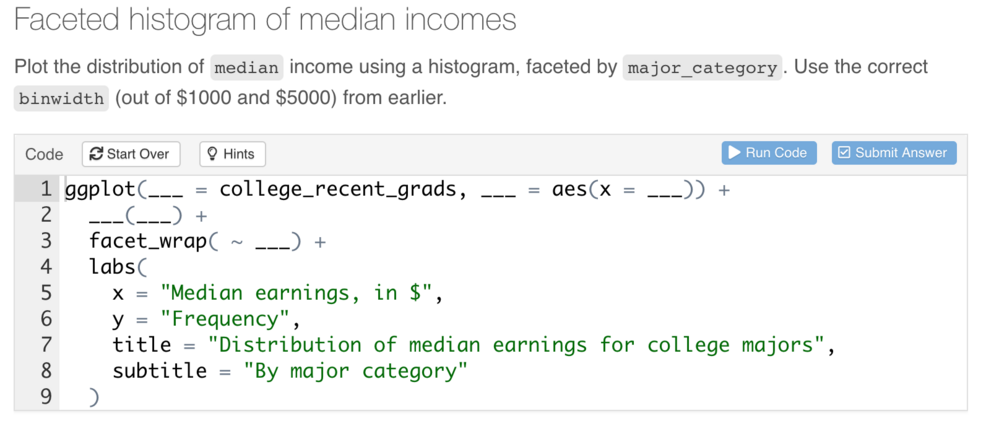 Faceted histogram of median incomes
Plot the distribution of median income using a histogram, faceted by major_category. Use the correct
binwidth (out of $1000 and $5000) from earlier.
Code Start Over Hints Run Code Submit Answer
1 ggplot(___ = college_recent_grads, ___ = aes(x = ___)) +
2 ___(___) +
3 facet_wrap( ~ ___) +
4 labs(
5 x = "Median earnings, in $",
6 y = "Frequency",
7 title = "Distribution of median earnings for college majors",
8 subtitle = "By major category"
9 )